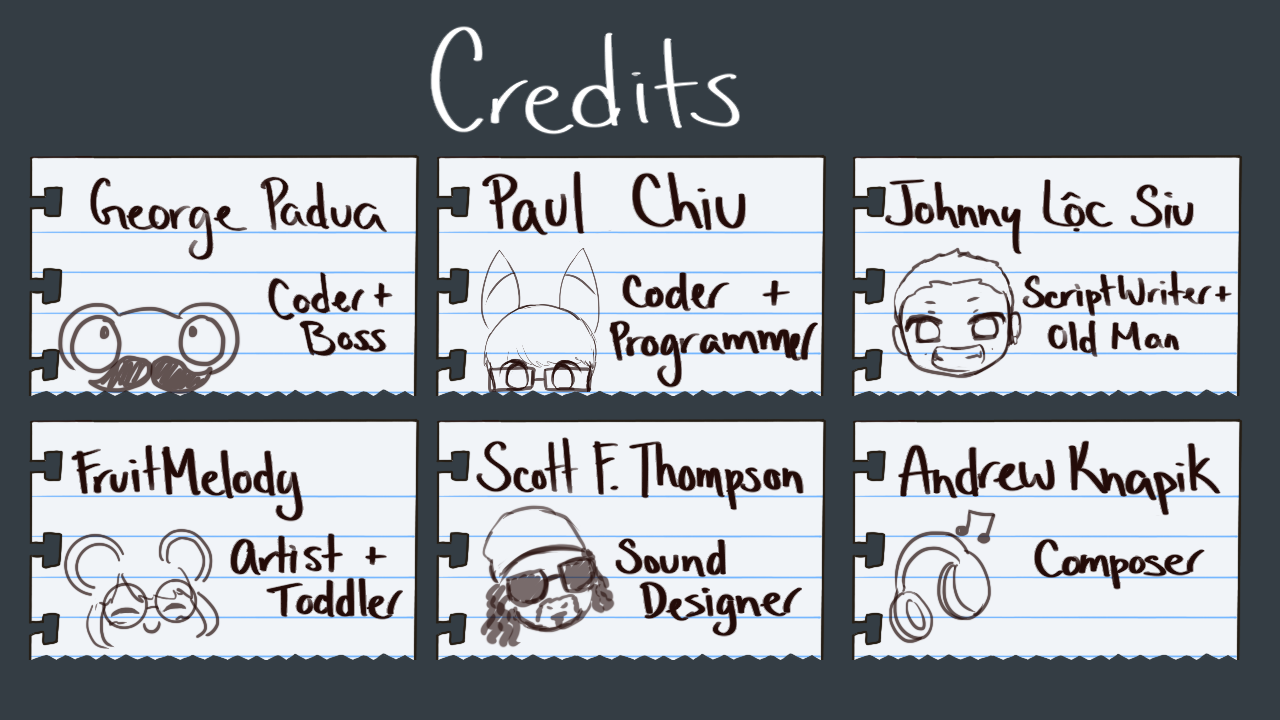 Credits
George Padua
Coder +
Boss
Paul Chiu
Coder +
Programmer
Johnny Lộc Siu
ScriptWriter +
Old Man
FruitMelody
Artist +
Toddler
Scott F. Thompson
Sound
Designer
Andrew Knapik
Composer